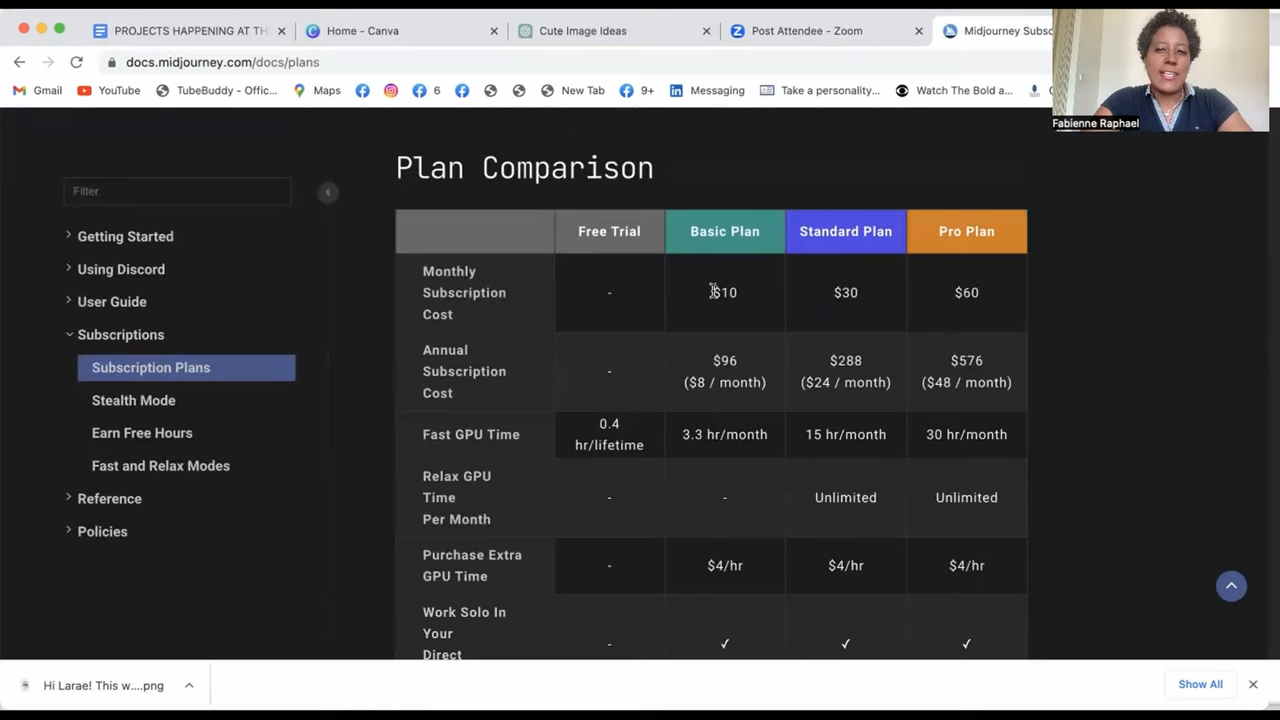 PROJECTS HAPPENING AT TH
Home - Canva
Cute Image Ideas
Post Attendee - Zoom
Midjourney Subsc
docs.midjourney.com/docs/plans
Gmail
YouTube
TubeBuddy - Offic...
Maps
6
New Tab
9+
Messaging
Take a personality...
Watch The Bold a...
Fabienne Raphael
Plan Comparison
Filter
Getting Started
Using Discord
User Guide
Subscriptions
Subscription Plans
Stealth Mode
Earn Free Hours
Fast and Relax Modes
Reference
Policies
Free Trial Basic Plan Standard Plan Pro Plan
Monthly
Subscription
Cost
- $10 $30 $60
Annual
Subscription
Cost
- $96 $288 $576
($8 / month) ($24 / month) ($48 / month)
Fast GPU Time
0.4
hr/lifetime
3.3 hr/month 15 hr/month 30 hr/month
Relax GPU
Time
Per Month
- - Unlimited Unlimited
Purchase Extra
GPU Time
- $4/hr $4/hr $4/hr
Work Solo In
Your
Direct
- ✓ ✓ ✓
Hi Larae! This w....png
Show All